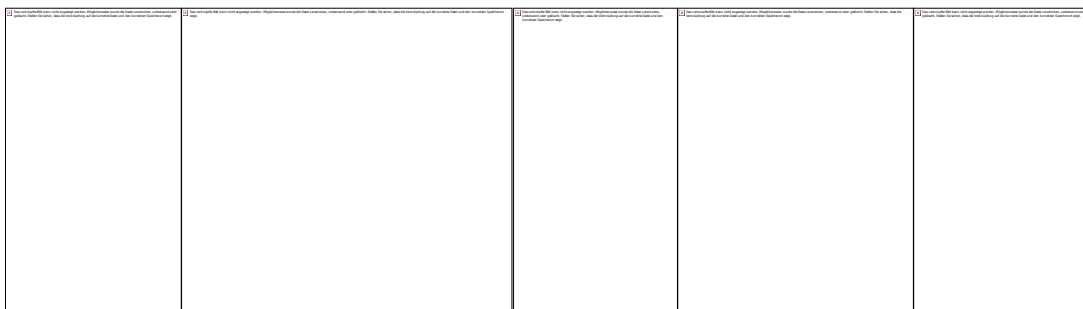 Das verknüpfte Bild kann nicht angezeigt werden. Möglicherweise wurde die Datei verschoben, umbenannt oder
gelöscht. Stellen Sie sicher, dass die Verknüpfung auf die korrekte Datei und den korrekten Speicherort zeigt.
Das verknüpfte Bild kann nicht angezeigt werden. Möglicherweise wurde die Datei verschoben, umbenannt oder gelöscht. Stellen Sie sicher, dass die Verknüpfung auf die korrekte Datei und den korrekten Speicherort
zeigt.
Das verknüpfte Bild kann nicht angezeigt werden. Möglicherweise wurde die Datei verschoben,
umbenannt oder gelöscht. Stellen Sie sicher, dass die Verknüpfung auf die korrekte Datei und den
korrekten Speicherort zeigt.
Das verknüpfte Bild kann nicht angezeigt werden. Möglicherweise wurde die Datei verschoben, umbenannt oder gelöscht. Stellen Sie sicher, dass die
Verknüpfung auf die korrekte Datei und den korrekten Speicherort zeigt.
Das verknüpfte Bild kann nicht angezeigt werden. Möglicherweise wurde die Datei verschoben, umbenannt oder
gelöscht. Stellen Sie sicher, dass die Verknüpfung auf die korrekte Datei und den korrekten Speicherort zeigt.